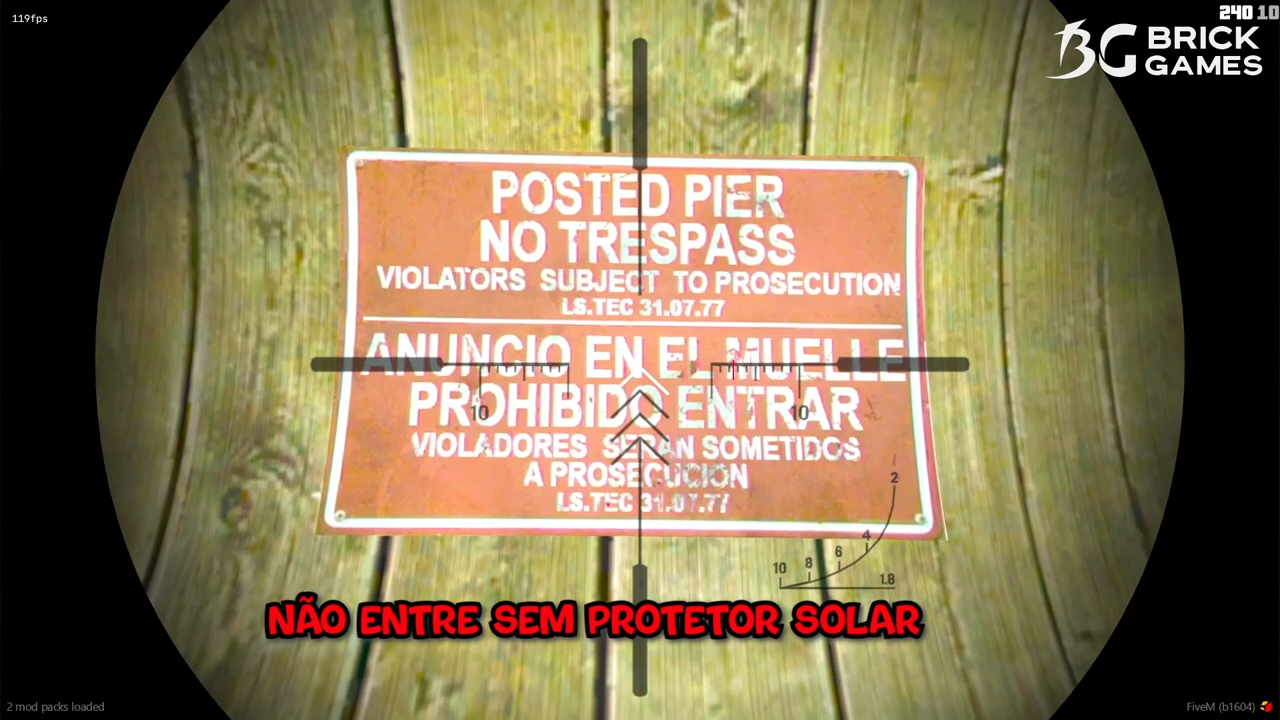 119fps
240 10
BG BRICK
GAMES
POSTED PIER
NO TRESPASS
VIOLATORS SUBJECT TO PROSECUTION
LS.TEC 31.07.77
ANUNCIO EN EL MUELLE
PROHIBIDO ENTRAR
10 10
VIOLADORES SERAN SOMETIDOS
A PROSECUCION
LS.TEC 31.07.77
2
4
6
8
10
1.8
NÃO ENTRE SEM PROTETOR SOLAR
2 mod packs loaded
FiveM (b1604)